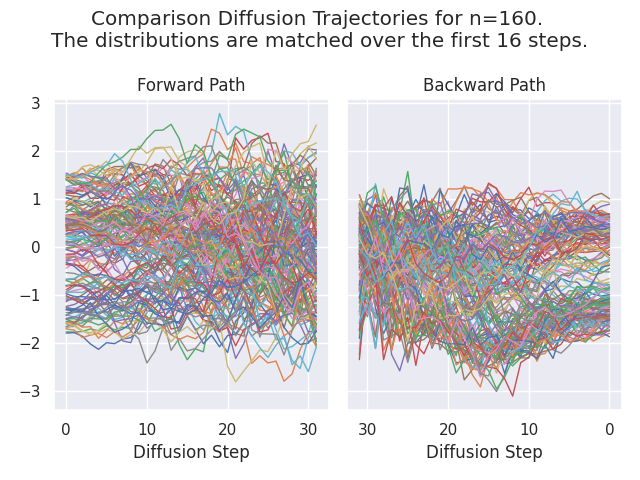 Comparison Diffusion Trajectories for n=160.
The distributions are matched over the first 16 steps.
Forward Path
Backward Path
3
2
1
0
−1
−2
−3
0 10 20 30
30 20 10 0
Diffusion Step
Diffusion Step